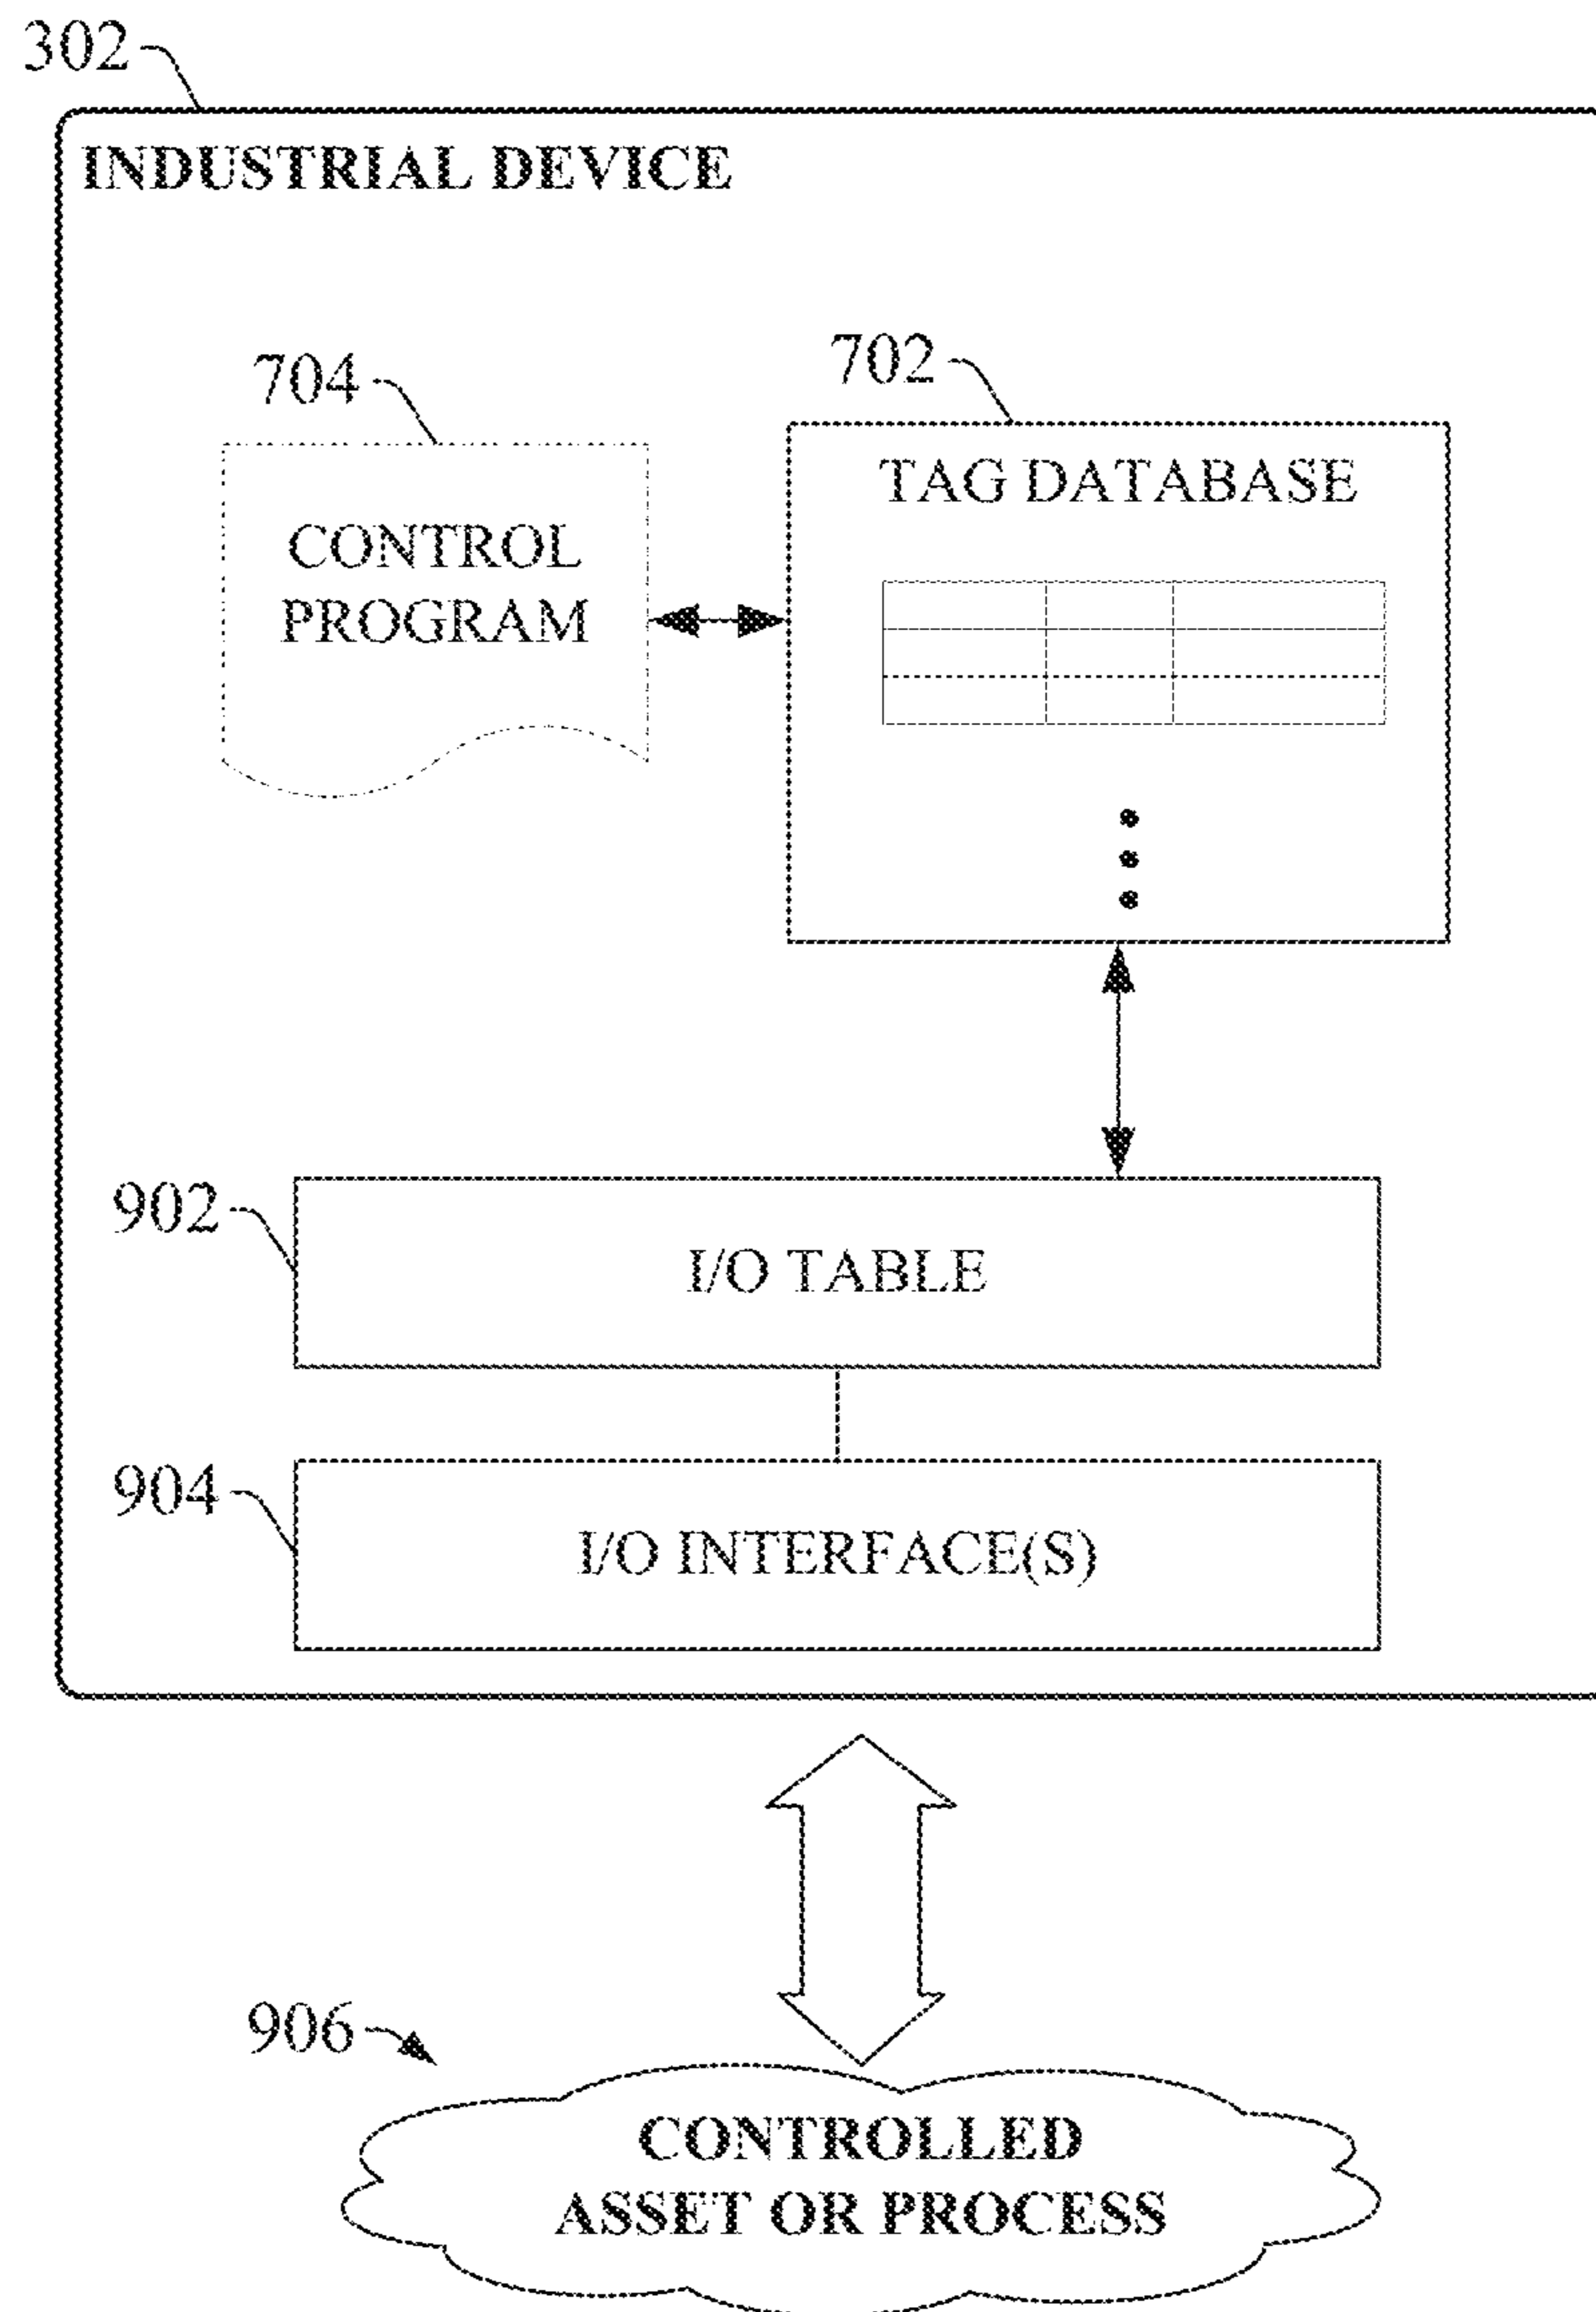 302
INDUSTRIAL DEVICE
704
702
CONTROL
PROGRAM
TAG DATABASE
902
I/O TABLE
904
I/O INTERFACE(S)
906
CONTROLLED
ASSET OR PROCESS